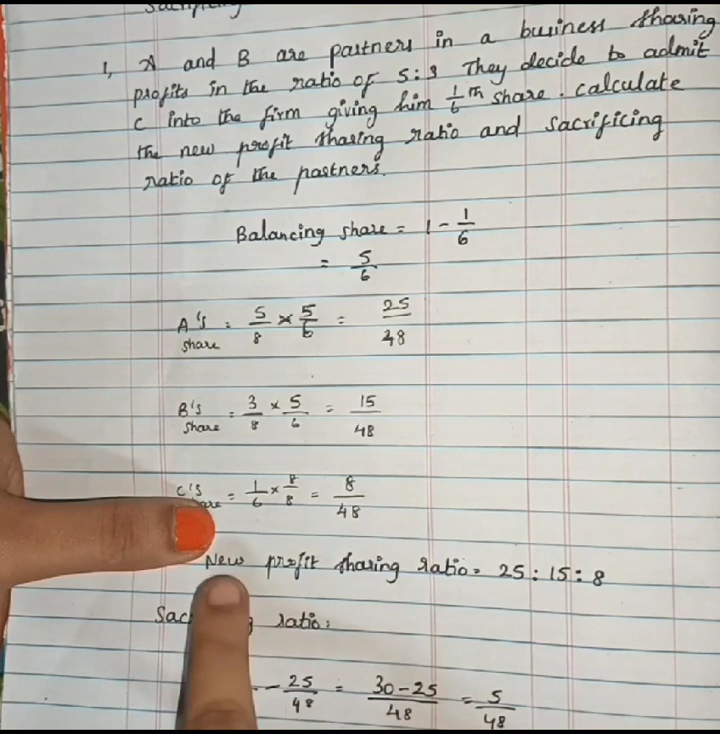 Sacrificing
1, A and B are partners in a business sharing
profits in the ratio of 5:3 They decide to admit
C into the firm giving him 1/6 th share. calculate
the new profit sharing ratio and sacrificing
ratio of the partners.
Balancing share = 1 - 1/6
= 5/6
A's share = 5/8 × 5/6 = 25/48
B's share = 3/8 × 5/6 = 15/48
C's = 1/6 × 8/8 = 8/48
New profit sharing ratio = 25 : 15 : 8
ratio:
- 25/48 = 30-25/48 = 5/48